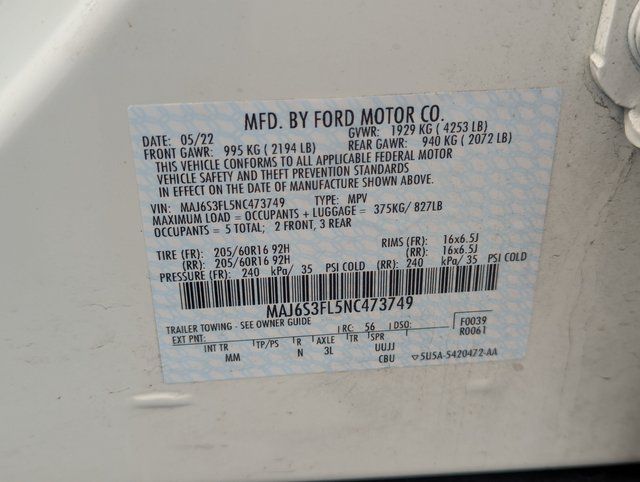 MFD. BY FORD MOTOR CO.
DATE: 05/22 GVWR: 1929 KG ( 4253 LB)
FRONT GAWR: 995 KG ( 2194 LB) REAR GAWR: 940 KG ( 2072 LB)
THIS VEHICLE CONFORMS TO ALL APPLICABLE FEDERAL MOTOR
VEHICLE SAFETY AND THEFT PREVENTION STANDARDS
IN EFFECT ON THE DATE OF MANUFACTURE SHOWN ABOVE.
VIN: MAJ6S3FL5NC473749 TYPE: MPV
MAXIMUM LOAD = OCCUPANTS + LUGGAGE = 375KG/ 827LB
OCCUPANTS = 5 TOTAL; 2 FRONT, 3 REAR
TIRE (FR): 205/60R16 92H RIMS (FR): 16x6.5J
(RR): 205/60R16 92H (RR): 16x6.5J
PRESSURE (FR): 240 kPa/ 35 PSI COLD (RR): 240 kPa/ 35 PSI COLD
MAJ6S3FL5NC473749
TRAILER TOWING - SEE OWNER GUIDE F0039
EXT PNT: RC: 56 DSO: R0061
INT TR TP/PS R AXLE TR SPR
MM N 3L UUJJ
CBU 5U5A-5420472-AA